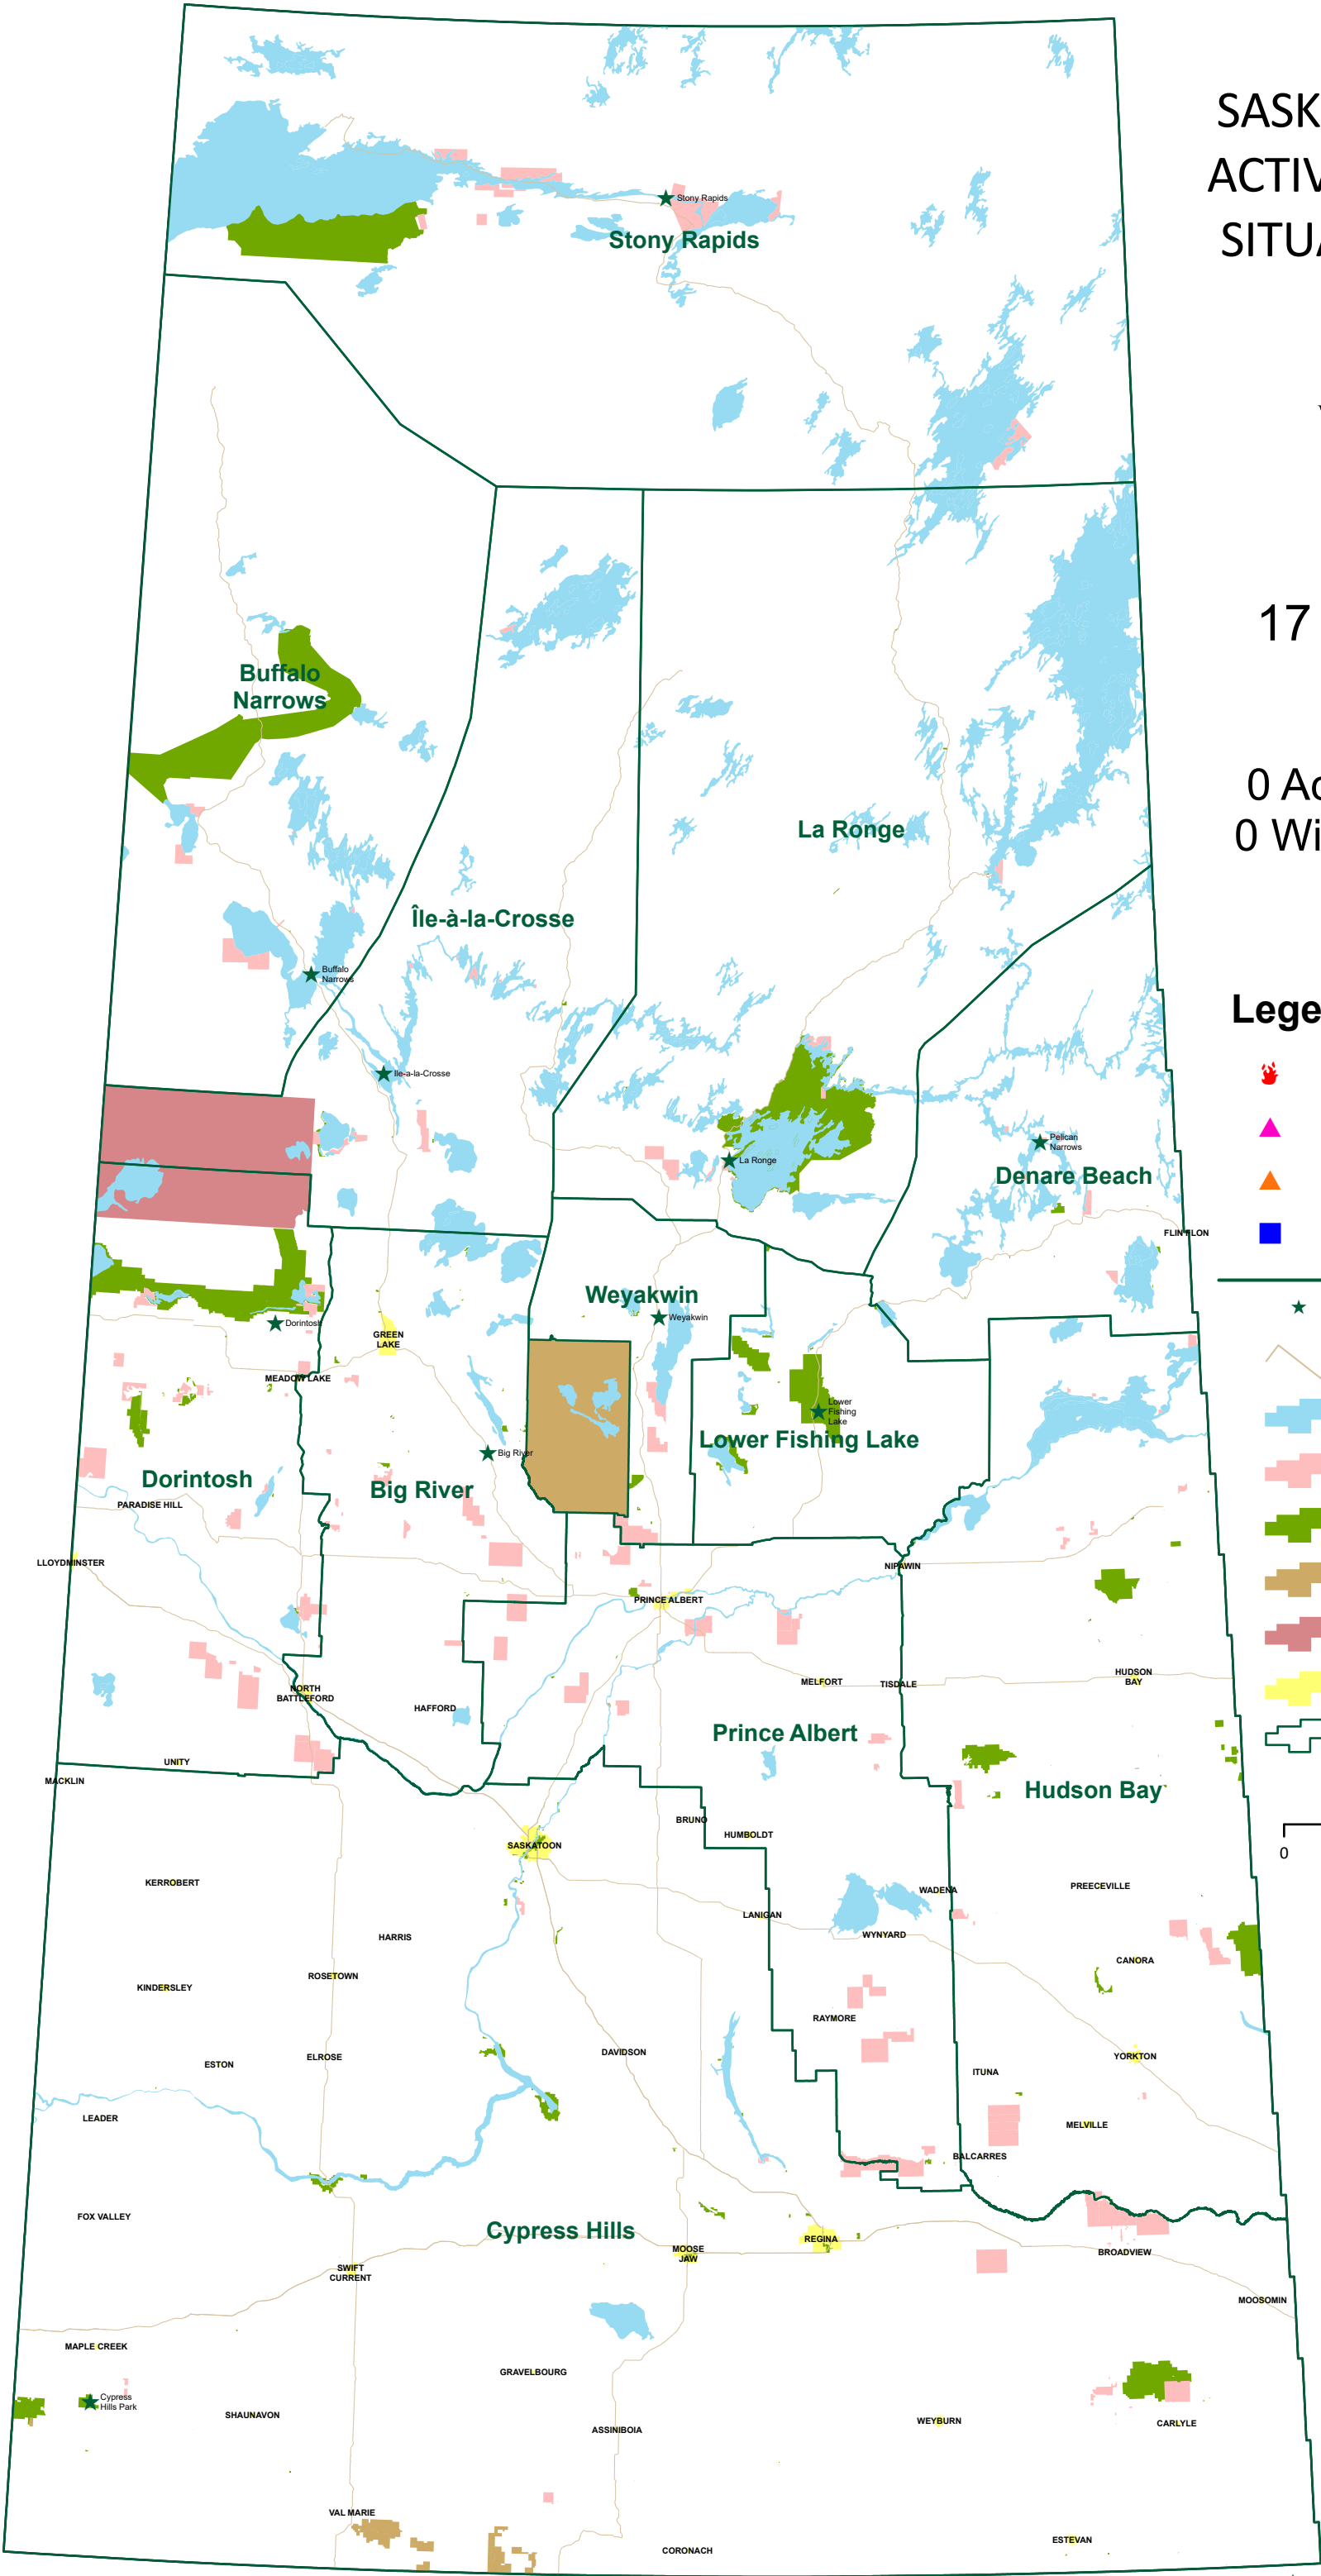 SASK
ACTIV
SITUA
17
0 Ac
0 Wi
Lege
0
Stony Rapids
Stony Rapids
Buffalo
Narrows
La Ronge
Île-à-la-Crosse
Buffalo
Narrows
Ile-a-la-Crosse
Pelican
Narrows
La Ronge
Denare Beach
FLIN FLON
Weyakwin
Weyakwin
Dorintosh
GREEN
LAKE
MEADOW LAKE
Lower
Fishing
Lake
Lower Fishing Lake
Big River
Dorintosh
Big River
PARADISE HILL
LLOYDMINSTER
NIPAWIN
PRINCE ALBERT
HUDSON
BAY
MELFORT
TISDALE
NORTH
BATTLEFORD
HAFFORD
Prince Albert
UNITY
MACKLIN
Hudson Bay
BRUNO
HUMBOLDT
SASKATOON
KERROBERT
PREECEVILLE
WADENA
LANIGAN
WYNYARD
HARRIS
CANORA
ROSETOWN
KINDERSLEY
RAYMORE
DAVIDSON
YORKTON
ELROSE
ESTON
ITUNA
LEADER
MELVILLE
BALCARRES
FOX VALLEY
Cypress Hills
REGINA
MOOSE
JAW
BROADVIEW
SWIFT
CURRENT
MOOSOMIN
MAPLE CREEK
GRAVELBOURG
Cypress
Hills Park
SHAUNAVON
WEYBURN
CARLYLE
ASSINIBOIA
VAL MARIE
ESTEVAN
CORONACH